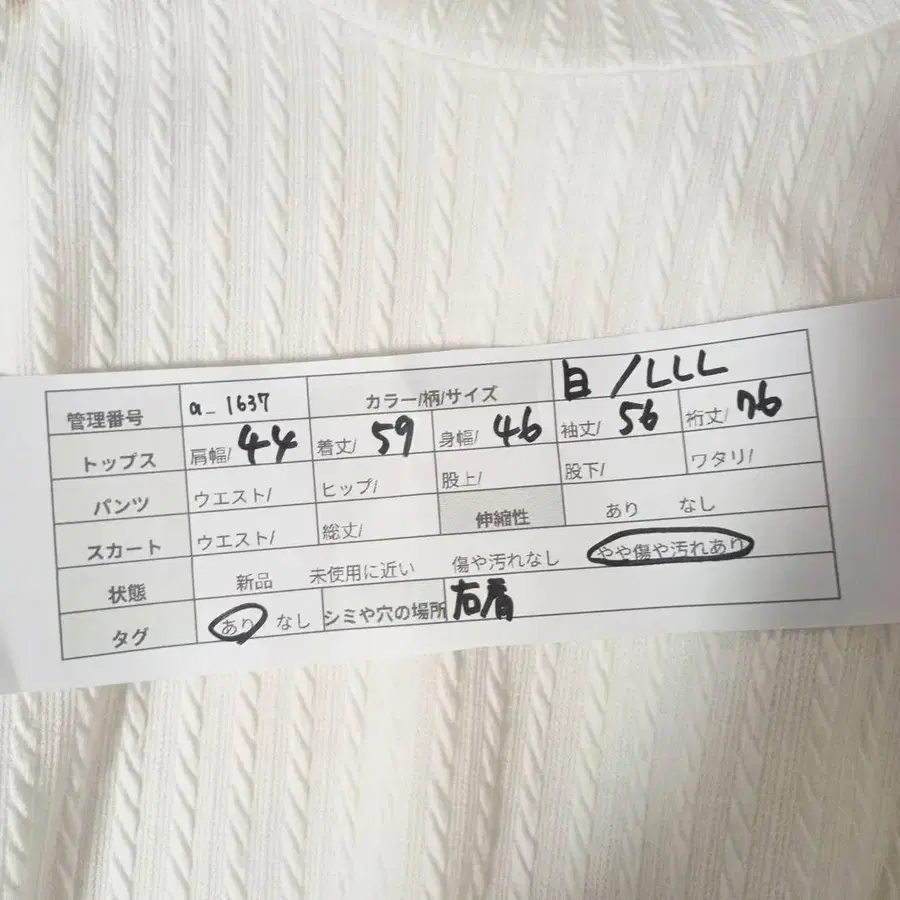 管理番号 a_1637 カラー/柄/サイズ 白/LLL
トップス 肩幅/ 44 着丈/ 59 身幅/ 46 袖丈/ 56 裄丈/ 76
パンツ ウエスト/ ヒップ/ 股上/ 股下/ ワタリ/
スカート ウエスト/ 総丈/ 伸縮性 あり なし
状態 新品 未使用に近い 傷や汚れなし やや傷や汚れあり
タグ あり なし シミや穴の場所 右肩